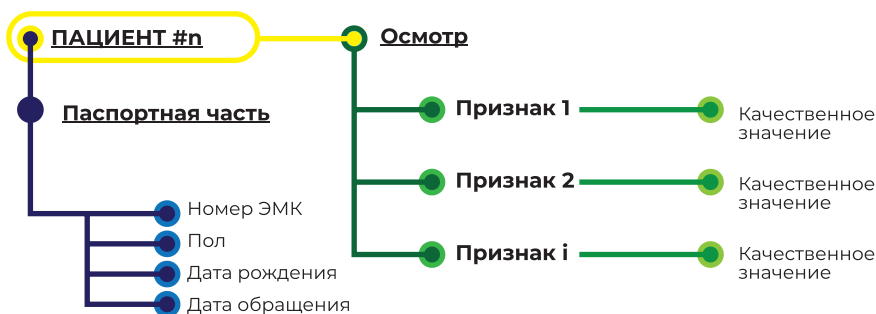 ПАЦИЕНТ #n
Осмотр
Паспортная часть
Признак 1
Качественное
значение
Признак 2
Качественное
значение
Признак i
Качественное
значение
Номер ЭМК
Пол
Дата рождения
Дата обращения